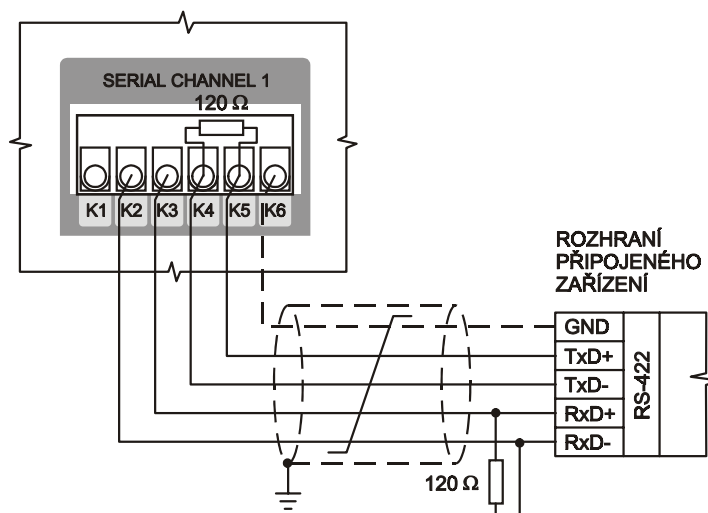 SERIAL CHANNEL 1
120 Ω
K1 K2 K3 K4 K5 K6
ROZHRANÍ
PŘIPOJENÉHO
ZAŘÍZENÍ
GND
TxD+
TxD-
RxD+
RxD-
RS-422
120 Ω